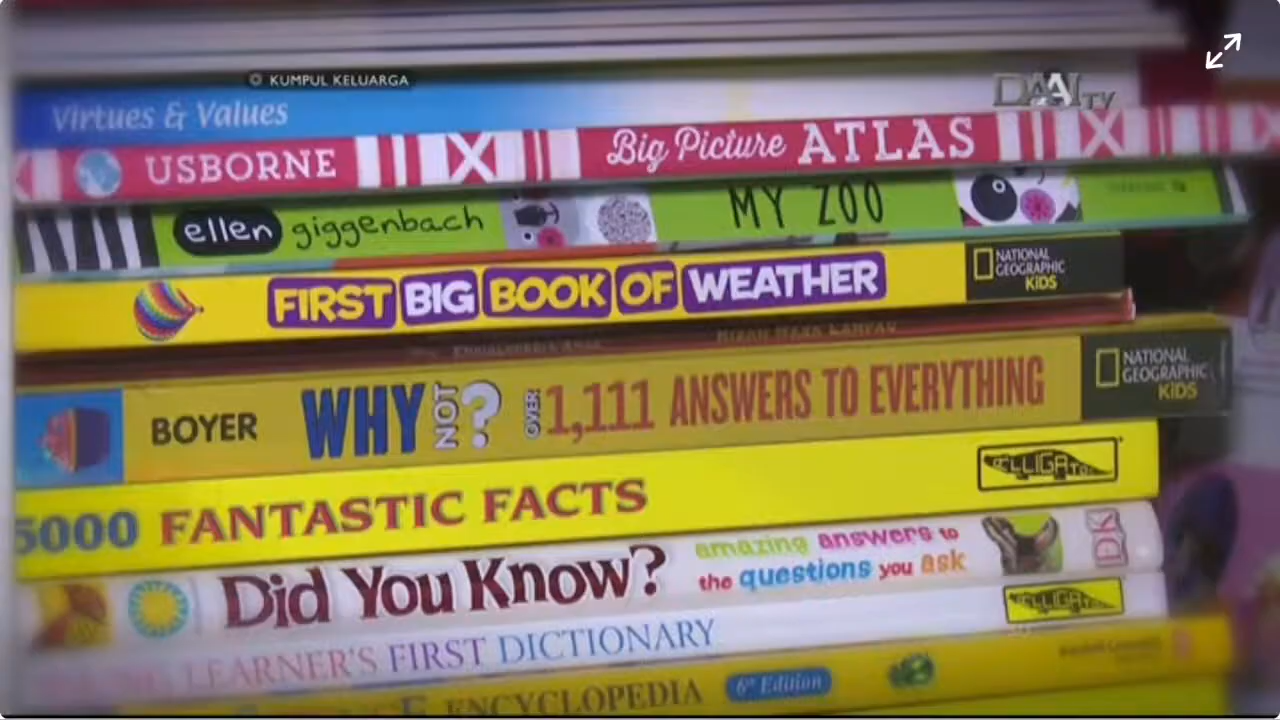 KUMPUL KELUARGA
DAAI TV
Virtues & Values
USBORNE Big Picture ATLAS
ellen giggenbach MY ZOO
FIRST BIG BOOK OF WEATHER NATIONAL GEOGRAPHIC KiDS
BOYER WHY NOT? OVER 1,111 ANSWERS TO EVERYTHING NATIONAL GEOGRAPHIC KiDS
5000 FANTASTIC FACTS
Did You Know? amazing answers to the questions you ask DK
LEARNER'S FIRST DICTIONARY
ENCYCLOPEDIA 6th Edition